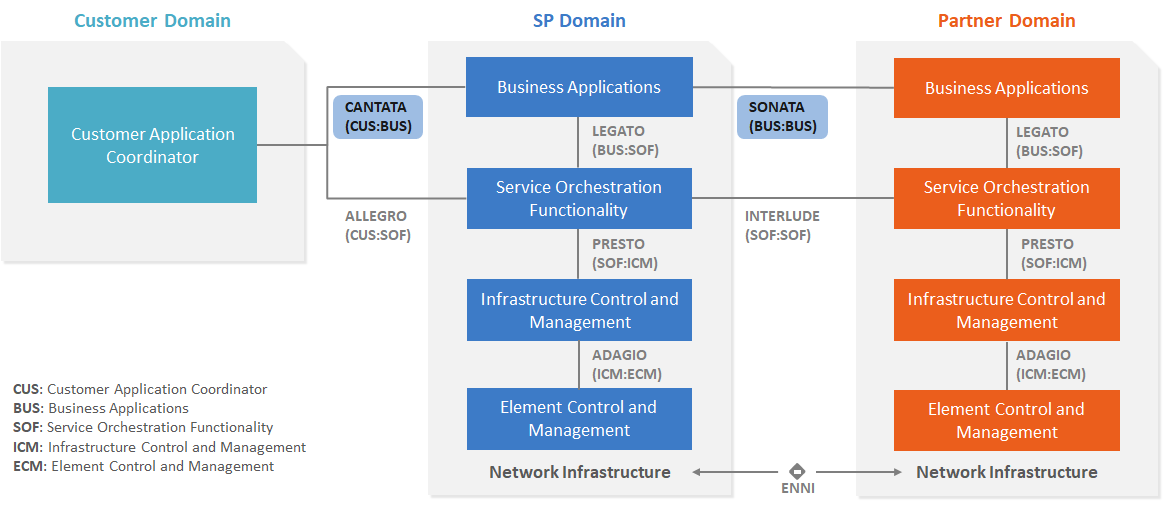 Customer Domain
SP Domain
Partner Domain
Customer Application
Coordinator
CANTATA
(CUS:BUS)
ALLEGRO
(CUS:SOF)
Business Applications
LEGATO
(BUS:SOF)
Service Orchestration
Functionality
PRESTO
(SOF:ICM)
Infrastructure Control and
Management
ADAGIO
(ICM:ECM)
Element Control and
Management
Network Infrastructure
SONATA
(BUS:BUS)
INTERLUDE
(SOF:SOF)
ENNI
Business Applications
LEGATO
(BUS:SOF)
Service Orchestration
Functionality
PRESTO
(SOF:ICM)
Infrastructure Control and
Management
ADAGIO
(ICM:ECM)
Element Control and
Management
Network Infrastructure
CUS: Customer Application Coordinator
BUS: Business Applications
SOF: Service Orchestration Functionality
ICM: Infrastructure Control and Management
ECM: Element Control and Management